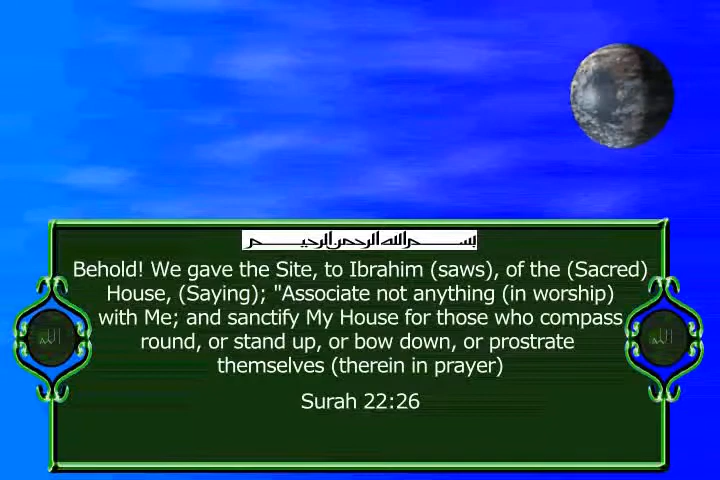 بسم الله الرحمن الرحيم
Behold! We gave the Site, to Ibrahim (saws), of the (Sacred)
House, (Saying); "Associate not anything (in worship)
with Me; and sanctify My House for those who compass
round, or stand up, or bow down, or prostrate
themselves (therein in prayer)
الله
الله
Surah 22:26